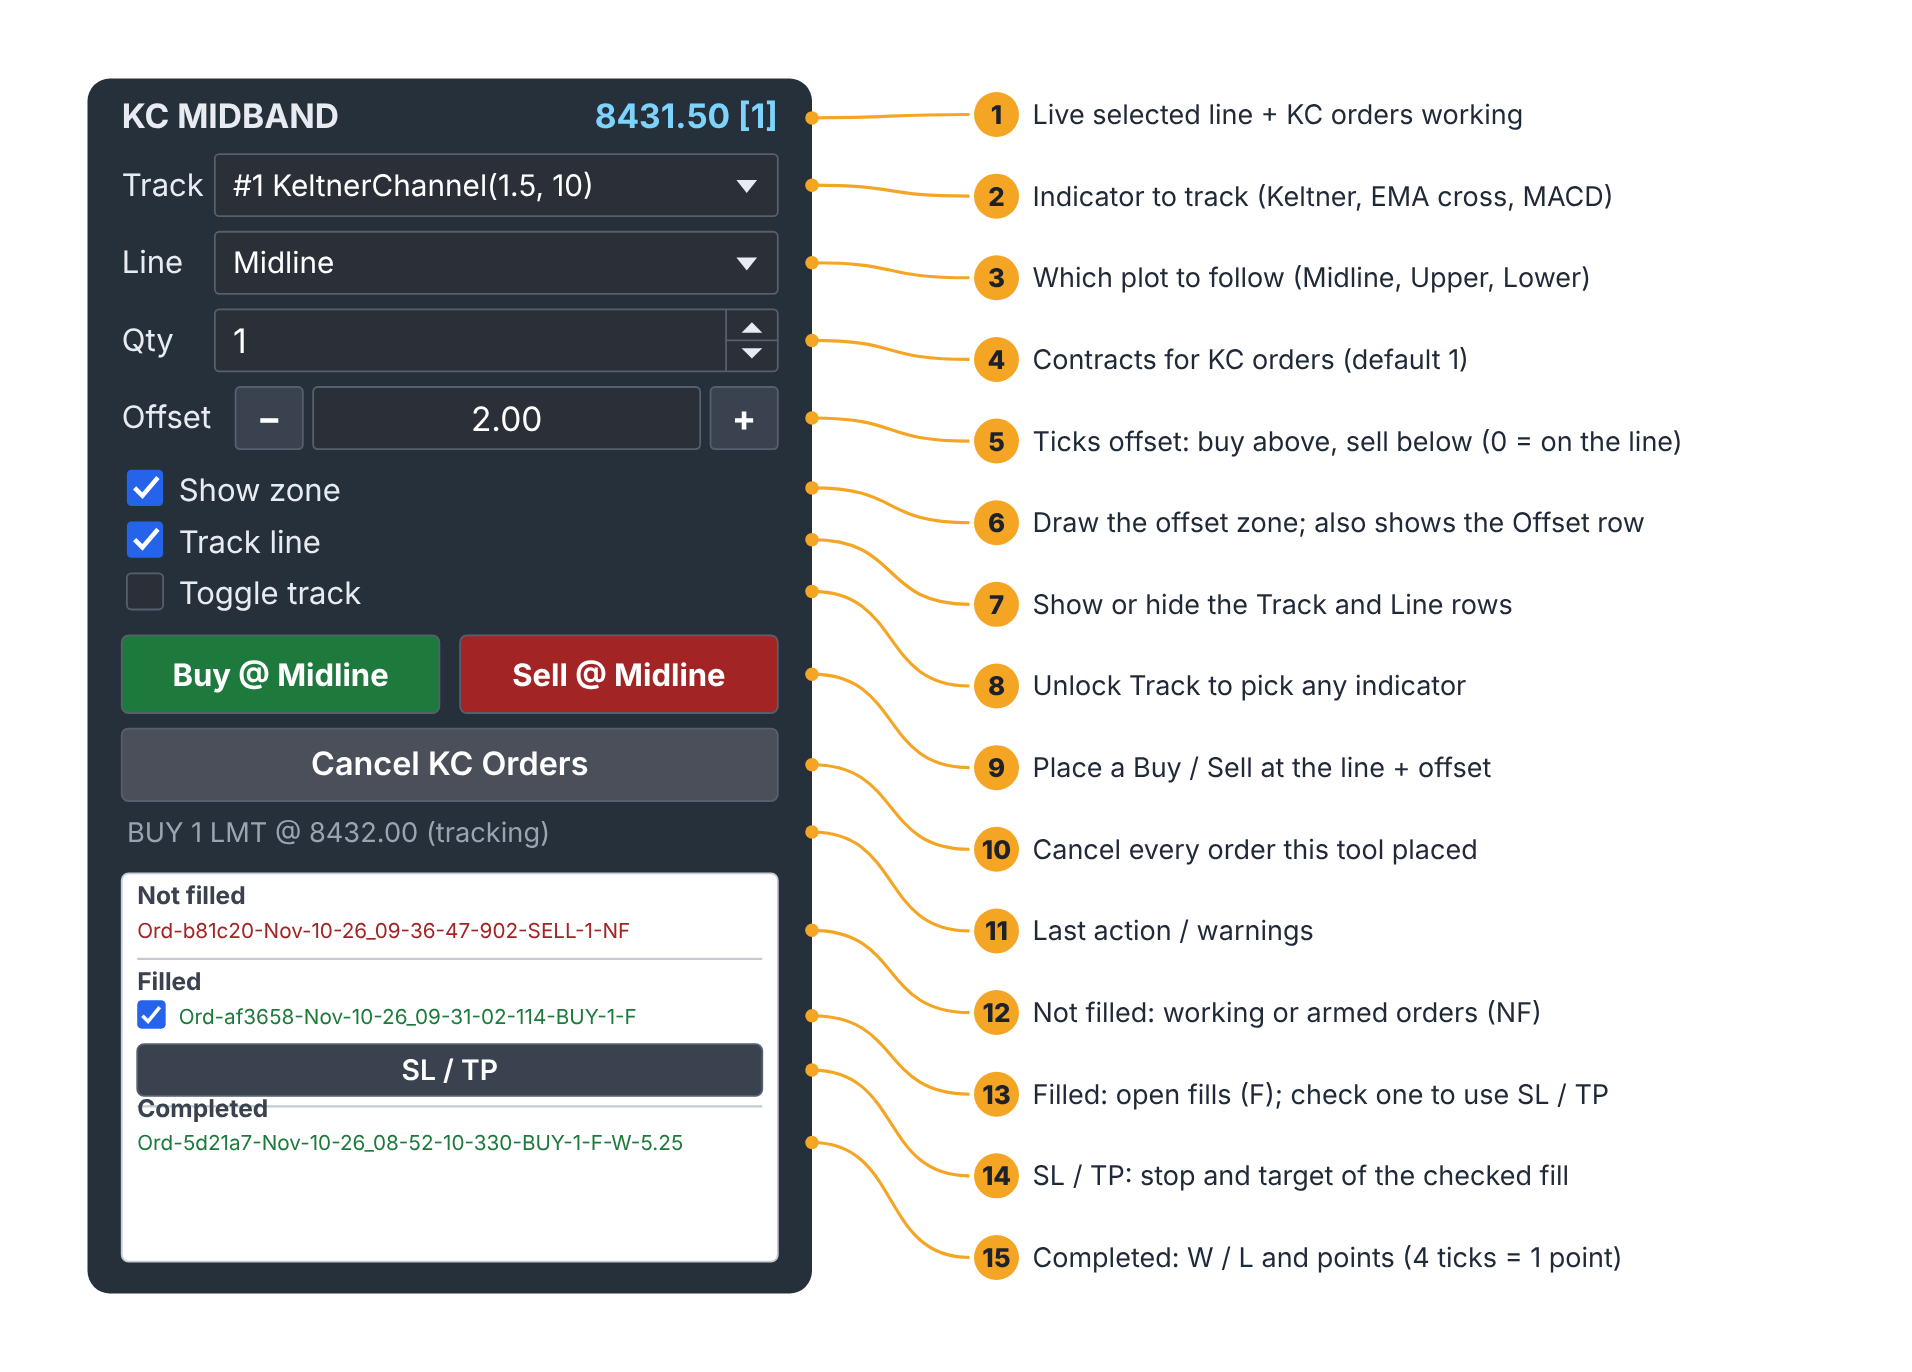 KC MIDBAND 8431.50 [1]
Track #1 KeltnerChannel(1.5, 10)
Line Midline
Qty 1
Offset − 2.00 +
Show zone
Track line
Toggle track
Buy @ Midline Sell @ Midline
Cancel KC Orders
BUY 1 LMT @ 8432.00 (tracking)
Not filled
Ord-b81c20-Nov-10-26_09-36-47-902-SELL-1-NF
Filled
Ord-af3658-Nov-10-26_09-31-02-114-BUY-1-F
SL / TP
Completed
Ord-5d21a7-Nov-10-26_08-52-10-330-BUY-1-F-W-5.25
1 Live selected line + KC orders working
2 Indicator to track (Keltner, EMA cross, MACD)
3 Which plot to follow (Midline, Upper, Lower)
4 Contracts for KC orders (default 1)
5 Ticks offset: buy above, sell below (0 = on the line)
6 Draw the offset zone; also shows the Offset row
7 Show or hide the Track and Line rows
8 Unlock Track to pick any indicator
9 Place a Buy / Sell at the line + offset
10 Cancel every order this tool placed
11 Last action / warnings
12 Not filled: working or armed orders (NF)
13 Filled: open fills (F); check one to use SL / TP
14 SL / TP: stop and target of the checked fill
15 Completed: W / L and points (4 ticks = 1 point)